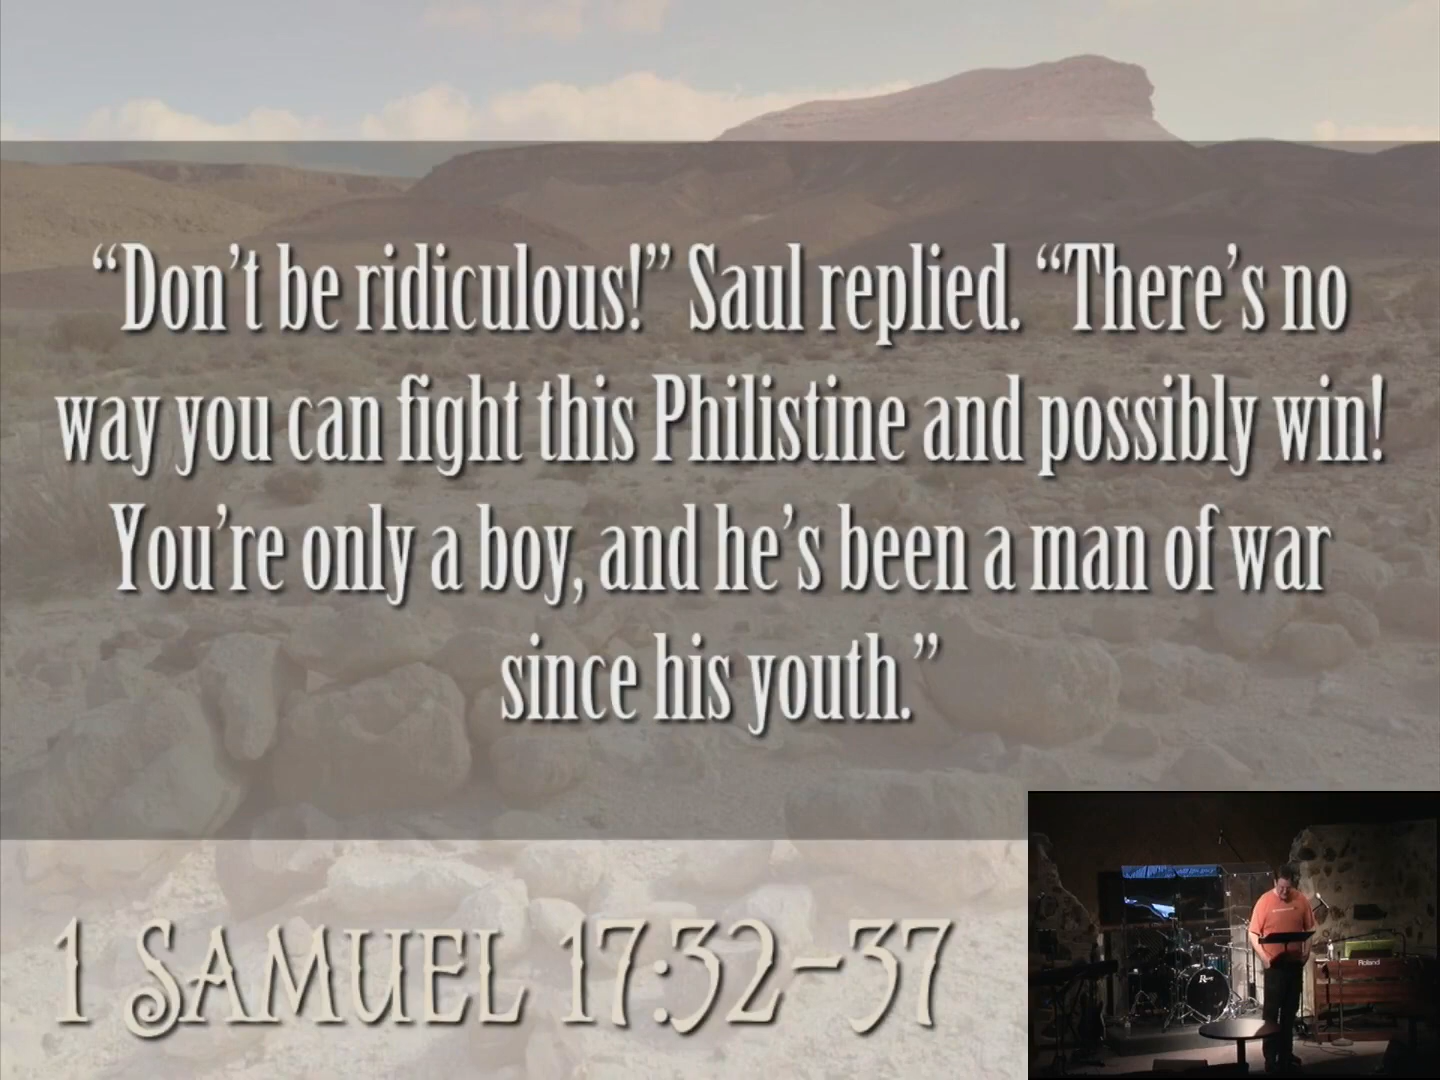 “Don’t be ridiculous!” Saul replied. “There’s no
way you can fight this Philistine and possibly win!
You’re only a boy, and he’s been a man of war
since his youth.”
1 SAMUEL 17:32-37
Roland